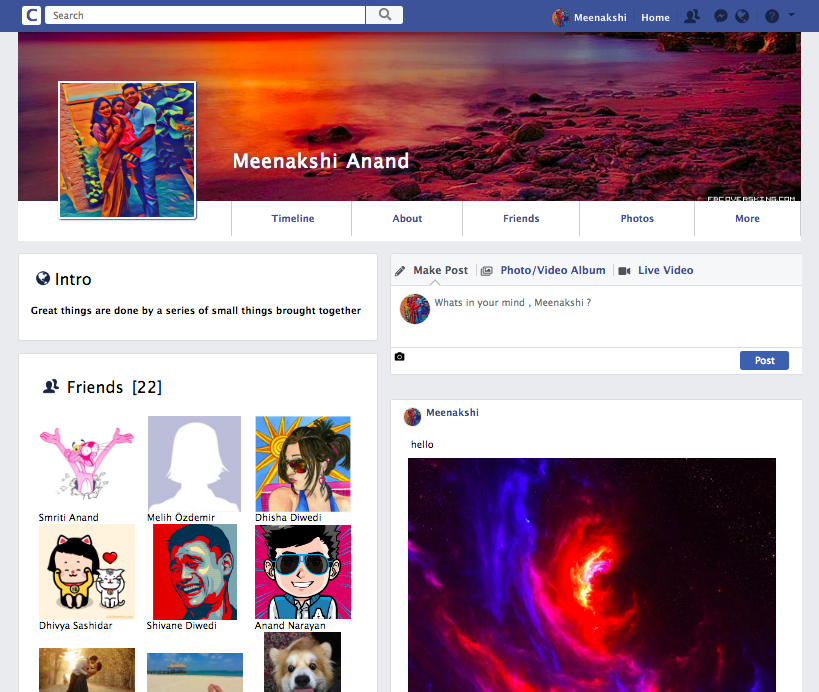 C
Search
Meenakshi
Home
Meenakshi Anand
FBCOVERSKING.COM
Timeline
About
Friends
Photos
More
Intro
Great things are done by a series of small things brought together
Friends [22]
Smriti Anand
Melih Özdemir
Dhisha Diwedi
Dhivya Sashidar
Shivane Diwedi
Anand Narayan
Make Post
Photo/Video Album
Live Video
Whats in your mind , Meenakshi ?
Post
Meenakshi
hello